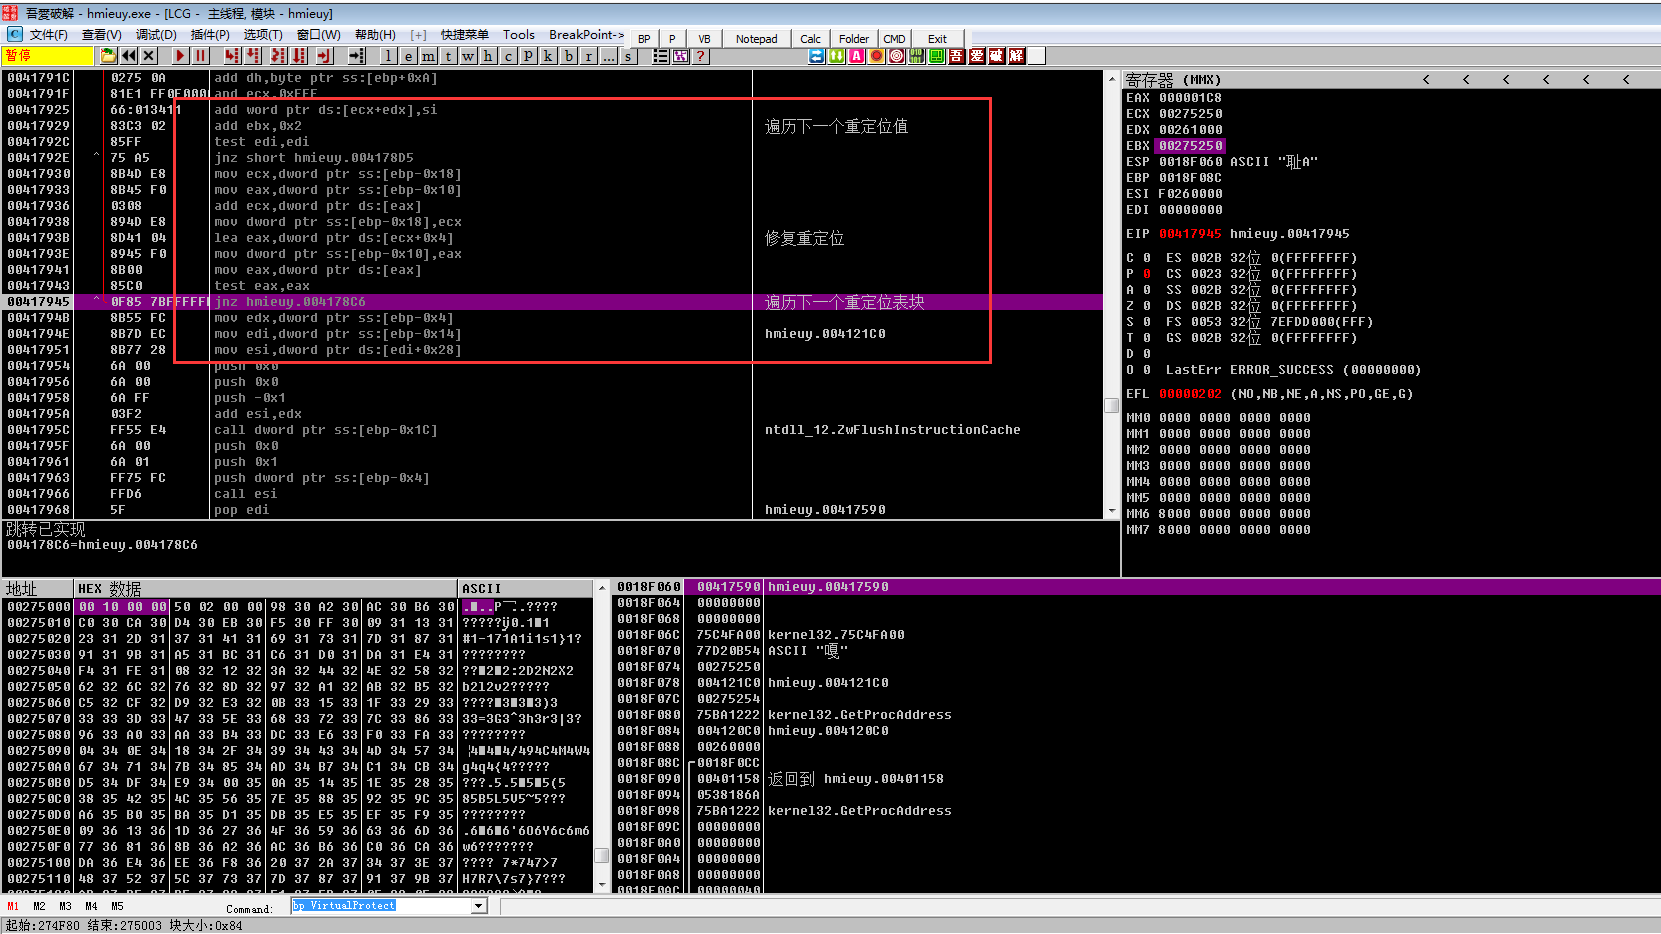 吾爱破解 - hmieuy.exe - [LCG - 主线程, 模块 - hmieuy]
文件(F) 查看(V) 调试(D) 插件(P) 选项(T) 窗口(W) 帮助(H) [+] 快捷菜单 Tools BreakPoint-> BP P VB Notepad Calc Folder CMD Exit
暂停 l e m t w h c p k b r ... s ? 吾 爱 破 解
0041791C 0275 0A add dh,byte ptr ss:[ebp+0xA]
0041791F 81E1 FF0F000 and ecx,0xFFF
00417925 66:013411 add word ptr ds:[ecx+edx],si
00417929 83C3 02 add ebx,0x2 遍历下一个重定位值
0041792C 85FF test edi,edi
0041792E ^ 75 A5 jnz short hmieuy.004178D5
00417930 8B4D E8 mov ecx,dword ptr ss:[ebp-0x18]
00417933 8B45 F0 mov eax,dword ptr ss:[ebp-0x10]
00417936 0308 add ecx,dword ptr ds:[eax]
00417938 894D E8 mov dword ptr ss:[ebp-0x18],ecx
0041793B 8D41 04 lea eax,dword ptr ds:[ecx+0x4] 修复重定位
0041793E 8945 F0 mov dword ptr ss:[ebp-0x10],eax
00417941 8B00 mov eax,dword ptr ds:[eax]
00417943 85C0 test eax,eax
00417945 ^ 0F85 7BFFFFF jnz hmieuy.004178C6 遍历下一个重定位表块
0041794B 8B55 FC mov edx,dword ptr ss:[ebp-0x4]
0041794E 8B7D EC mov edi,dword ptr ss:[ebp-0x14] hmieuy.004121C0
00417951 8B77 28 mov esi,dword ptr ds:[edi+0x28]
00417954 6A 00 push 0x0
00417956 6A 00 push 0x0
00417958 6A FF push -0x1
0041795A 03F2 add esi,edx
0041795C FF55 E4 call dword ptr ss:[ebp-0x1C] ntdll_12.ZwFlushInstructionCache
0041795F 6A 00 push 0x0
00417961 6A 01 push 0x1
00417963 FF75 FC push dword ptr ss:[ebp-0x4]
00417966 FFD6 call esi
00417968 5F pop edi hmieuy.00417590
跳转已实现
004178C6=hmieuy.004178C6
寄存器 (MMX) < < < < < <
EAX 000001C8
ECX 00275250
EDX 00261000
EBX 00275250
ESP 0018F060 ASCII "耻A"
EBP 0018F08C
ESI F0260000
EDI 00000000
EIP 00417945 hmieuy.00417945
C 0 ES 002B 32位 0(FFFFFFFF)
P 0 CS 0023 32位 0(FFFFFFFF)
A 0 SS 002B 32位 0(FFFFFFFF)
Z 0 DS 002B 32位 0(FFFFFFFF)
S 0 FS 0053 32位 7EFDD000(FFF)
T 0 GS 002B 32位 0(FFFFFFFF)
D 0
O 0 LastErr ERROR_SUCCESS (00000000)
EFL 00000202 (NO,NB,NE,A,NS,PO,GE,G)
MM0 0000 0000 0000 0000
MM1 0000 0000 0000 0000
MM2 0000 0000 0000 0000
MM3 0000 0000 0000 0000
MM4 0000 0000 0000 0000
MM5 0000 0000 0000 0000
MM6 8000 0000 0000 0000
MM7 8000 0000 0000 0000
地址 HEX 数据 ASCII
00275000 00 10 00 00 50 02 00 00 98 30 A2 30 AC 30 B6 30
00275010 C0 30 CA 30 D4 30 EB 30 F5 30 FF 30 09 31 13 31
00275020 23 31 2D 31 37 31 41 31 69 31 73 31 7D 31 87 31 #1-171A1i1s1}1?
00275030 91 31 9B 31 A5 31 BC 31 C6 31 D0 31 DA 31 E4 31 ????????
00275040 F4 31 FE 31 08 32 12 32 3A 32 44 32 4E 32 58 32
00275050 62 32 6C 32 76 32 8D 32 97 32 A1 32 AB 32 B5 32 b2l2v2?????
00275060 C5 32 CF 32 D9 32 E3 32 0B 33 15 33 1F 33 29 33
00275070 33 33 3D 33 47 33 5E 33 68 33 72 33 7C 33 86 33 33=3G3^3h3r3|3?
00275080 96 33 A0 33 AA 33 B4 33 DC 33 E6 33 F0 33 FA 33 ????????
00275090 04 34 0E 34 18 34 2F 34 39 34 43 34 4D 34 57 34
002750A0 67 34 71 34 7B 34 85 34 AD 34 B7 34 C1 34 CB 34 g4q4{4?????
002750B0 D5 34 DF 34 E9 34 00 35 0A 35 14 35 1E 35 28 35
002750C0 38 35 42 35 4C 35 56 35 7E 35 88 35 92 35 9C 35 85B5L5V5~5???
002750D0 A6 35 B0 35 BA 35 D1 35 DB 35 E5 35 EF 35 F9 35 ????????
002750E0 09 36 13 36 1D 36 27 36 4F 36 59 36 63 36 6D 36
002750F0 77 36 81 36 8B 36 A2 36 AC 36 B6 36 C0 36 CA 36 w6???????
00275100 DA 36 E4 36 EE 36 F8 36 20 37 2A 37 34 37 3E 37 ???? 7*747>7
00275110 48 37 52 37 5C 37 73 37 7D 37 87 37 91 37 9B 37 H7R7\7s7}7???
0018F060 00417590 hmieuy.00417590
0018F064 00000000
0018F068 00000000
0018F06C 75C4FA00 kernel32.75C4FA00
0018F070 77D20B54 ASCII "嘎"
0018F074 00275250
0018F078 004121C0 hmieuy.004121C0
0018F07C 00275254
0018F080 75BA1222 kernel32.GetProcAddress
0018F084 004120C0 hmieuy.004120C0
0018F088 00260000
0018F08C 0018F0CC
0018F090 00401158 返回到 hmieuy.00401158
0018F094 0538186A
0018F098 75BA1222 kernel32.GetProcAddress
0018F09C 00000000
0018F0A0 00000000
0018F0A4 00000000
0018F0A8 00000000
0018F0AC 00000040
M1 M2 M3 M4 M5 Command: bp VirtualProtect
起始:274F80 结束:275003 块大小:0x84